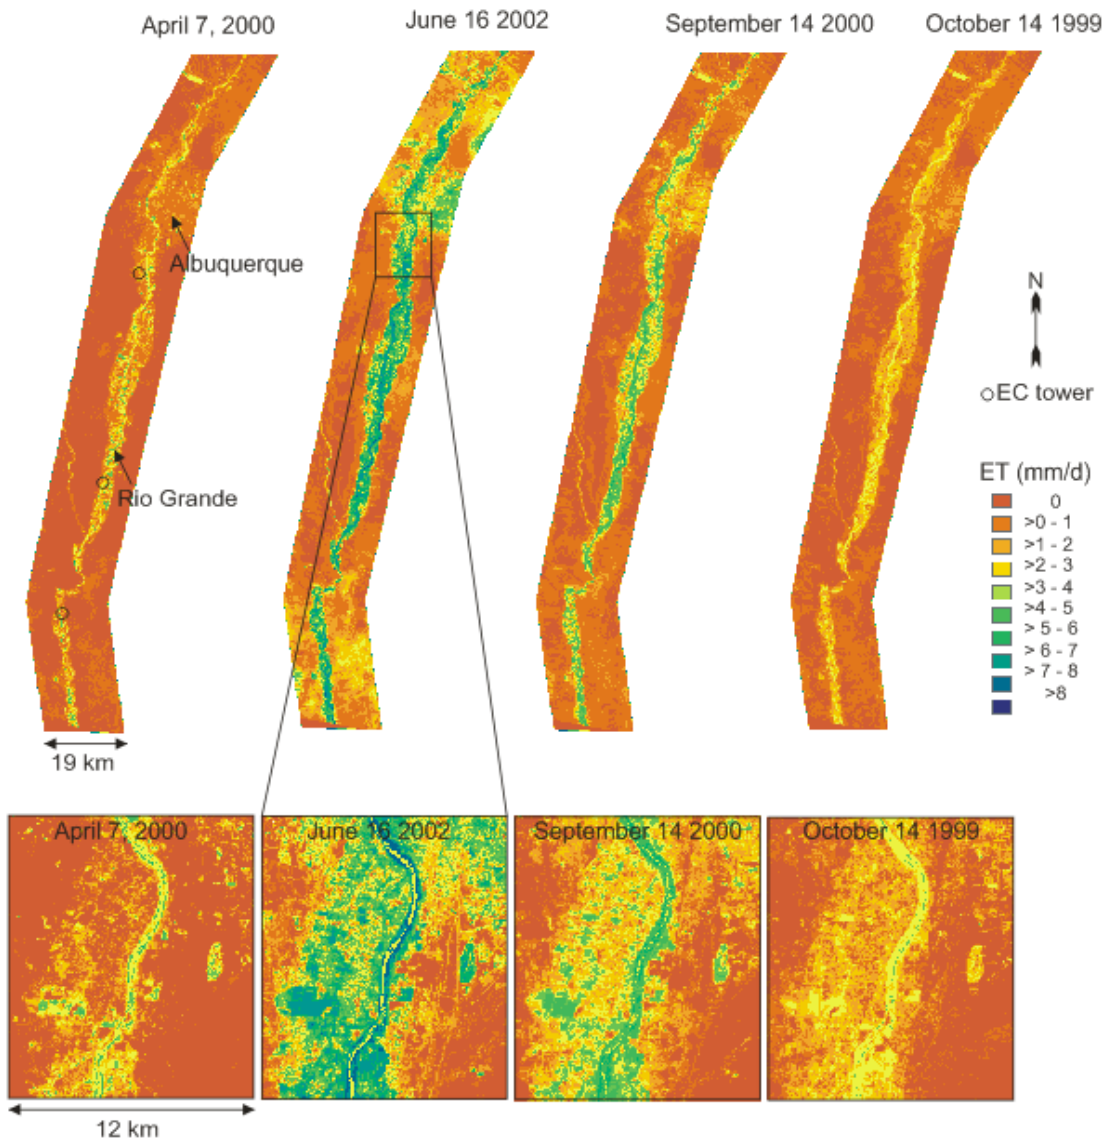 April 7, 2000
June 16 2002
September 14 2000
October 14 1999
Albuquerque
N
EC tower
Rio Grande
ET (mm/d)
0
>0 - 1
>1 - 2
>2 - 3
>3 - 4
>4 - 5
> 5 - 6
> 6 - 7
> 7 - 8
>8
19 km
April 7, 2000
June 16 2002
September 14 2000
October 14 1999
12 km